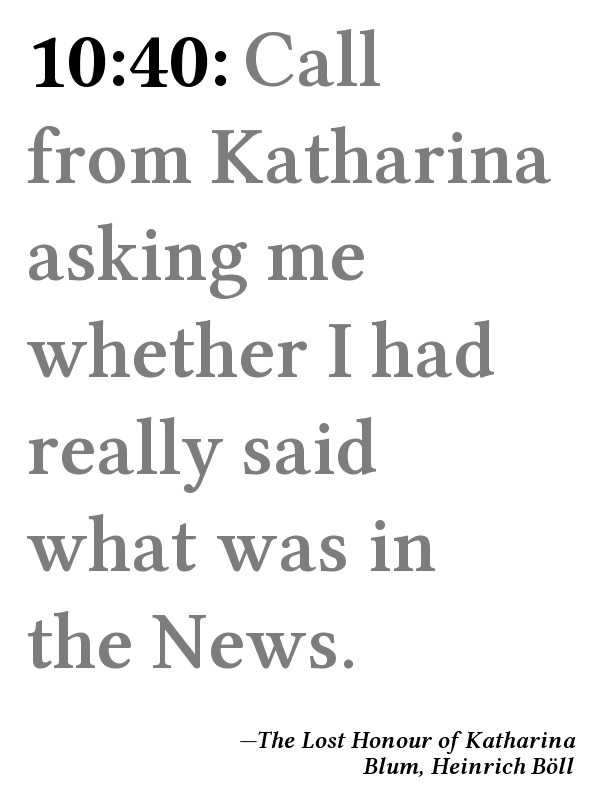 10:40: Call
from Katharina
asking me
whether I had
really said
what was in
the News.
—The Lost Honour of Katharina
Blum, Heinrich Böll